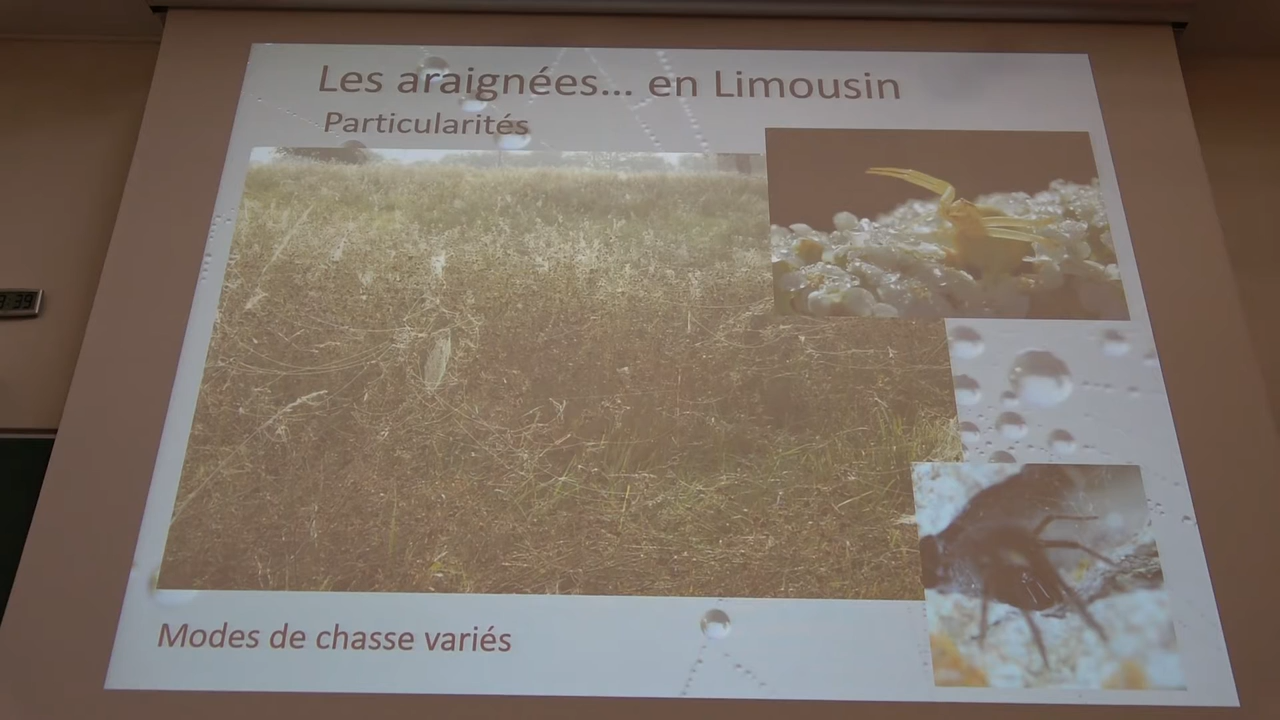 Les araignées... en Limousin
Particularités
Modes de chasse variés